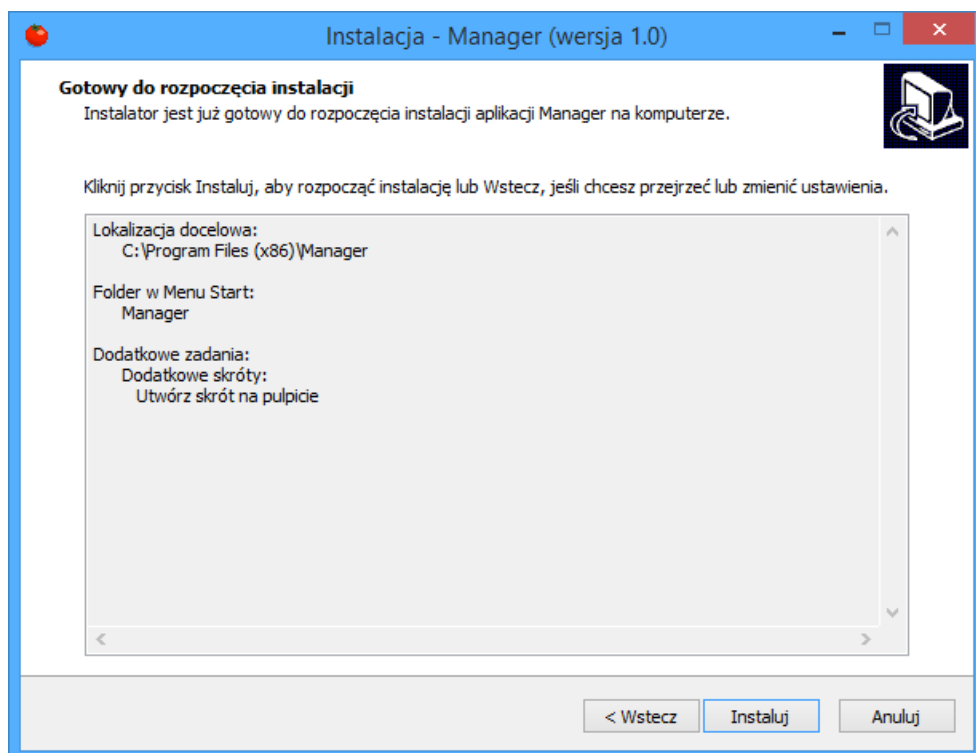 Instalacja - Manager (wersja 1.0)
Gotowy do rozpoczęcia instalacji
Instalator jest już gotowy do rozpoczęcia instalacji aplikacji Manager na komputerze.
Kliknij przycisk Instaluj, aby rozpocząć instalację lub Wstecz, jeśli chcesz przejrzeć lub zmienić ustawienia.
Lokalizacja docelowa:
C:\Program Files (x86)\Manager
Folder w Menu Start:
Manager
Dodatkowe zadania:
Dodatkowe skróty:
Utwórz skrót na pulpicie
< Wstecz Instaluj Anuluj